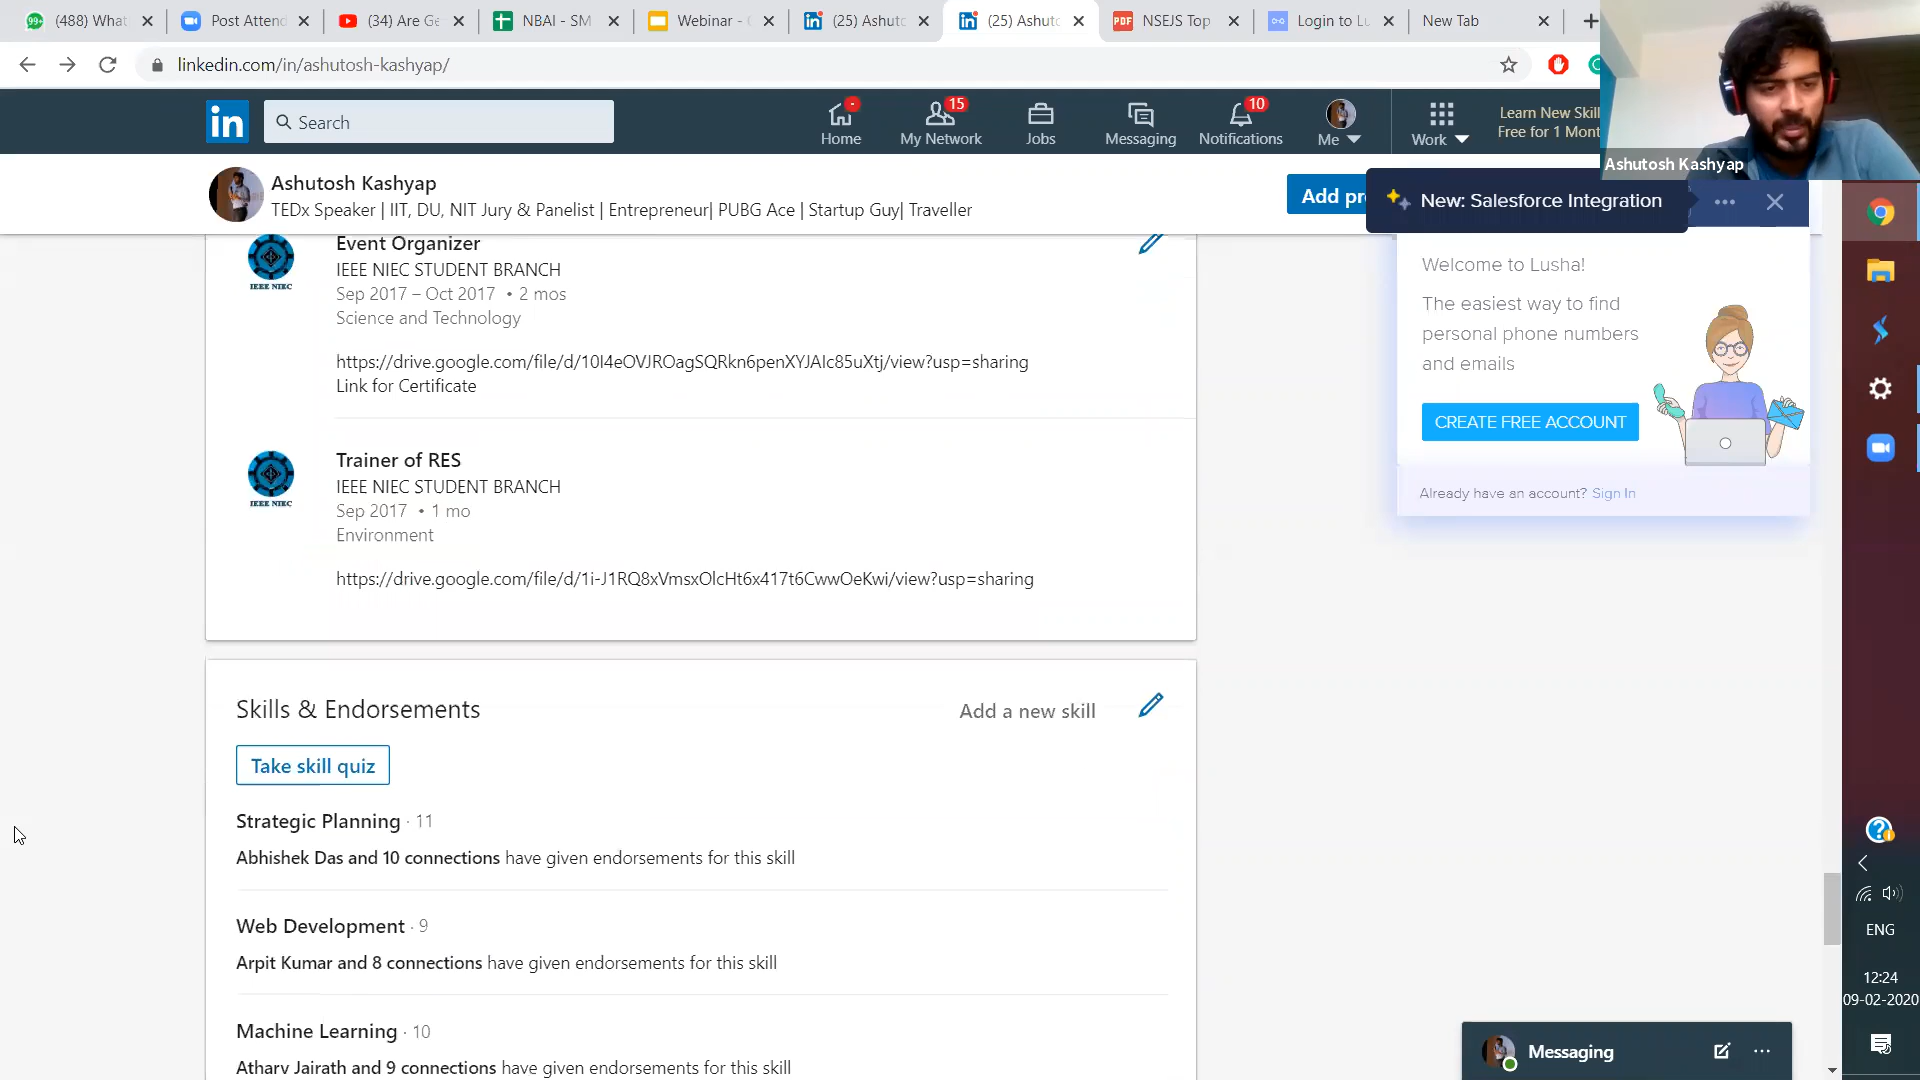 (488) What
Post Attend
(34) Are Ge
NBAI - SM
Webinar -
(25) Ashuto
(25) Ashuto
NSEJS Top
Login to Lu
New Tab
linkedin.com/in/ashutosh-kashyap/
Search
Home
15
My Network
Jobs
Messaging
10
Notifications
Me
Work
Learn New Skil
Free for 1 Mont
Ashutosh Kashyap
Ashutosh Kashyap
TEDx Speaker | IIT, DU, NIT Jury & Panelist | Entrepreneur| PUBG Ace | Startup Guy| Traveller
Add pr
New: Salesforce Integration
Event Organizer
IEEE NIEC STUDENT BRANCH
Sep 2017 – Oct 2017 • 2 mos
Science and Technology
IEEE NIEC
https://drive.google.com/file/d/10I4eOVJROagSQRkn6penXYJAIc85uXtj/view?usp=sharing
Link for Certificate
Trainer of RES
IEEE NIEC STUDENT BRANCH
Sep 2017 • 1 mo
Environment
IEEE NIEC
https://drive.google.com/file/d/1i-J1RQ8xVmsxOlcHt6x417t6CwwOeKwi/view?usp=sharing
Welcome to Lusha!
The easiest way to find
personal phone numbers
and emails
CREATE FREE ACCOUNT
Already have an account? Sign In
Skills & Endorsements
Add a new skill
Take skill quiz
Strategic Planning · 11
Abhishek Das and 10 connections have given endorsements for this skill
Web Development · 9
Arpit Kumar and 8 connections have given endorsements for this skill
Machine Learning · 10
Atharv Jairath and 9 connections have given endorsements for this skill
Messaging
ENG
12:24
09-02-2020